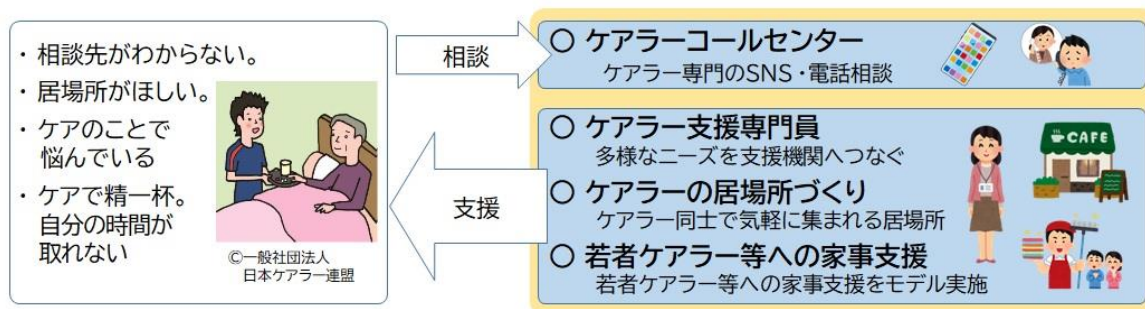 ・ 相談先がわからない。
・ 居場所がほしい。
・ ケアのことで
悩んでいる
・ ケアで精一杯。
自分の時間が
取れない
©一般社団法人
日本ケアラー連盟
相談
支援
〇 ケアラーコールセンター
ケアラー専門のSNS・電話相談
〇 ケアラー支援専門員
多様なニーズを支援機関へつなぐ
〇 ケアラーの居場所づくり
ケアラー同士で気軽に集まれる居場所
〇 若者ケアラー等への家事支援
若者ケアラー等への家事支援をモデル実施
CAFE